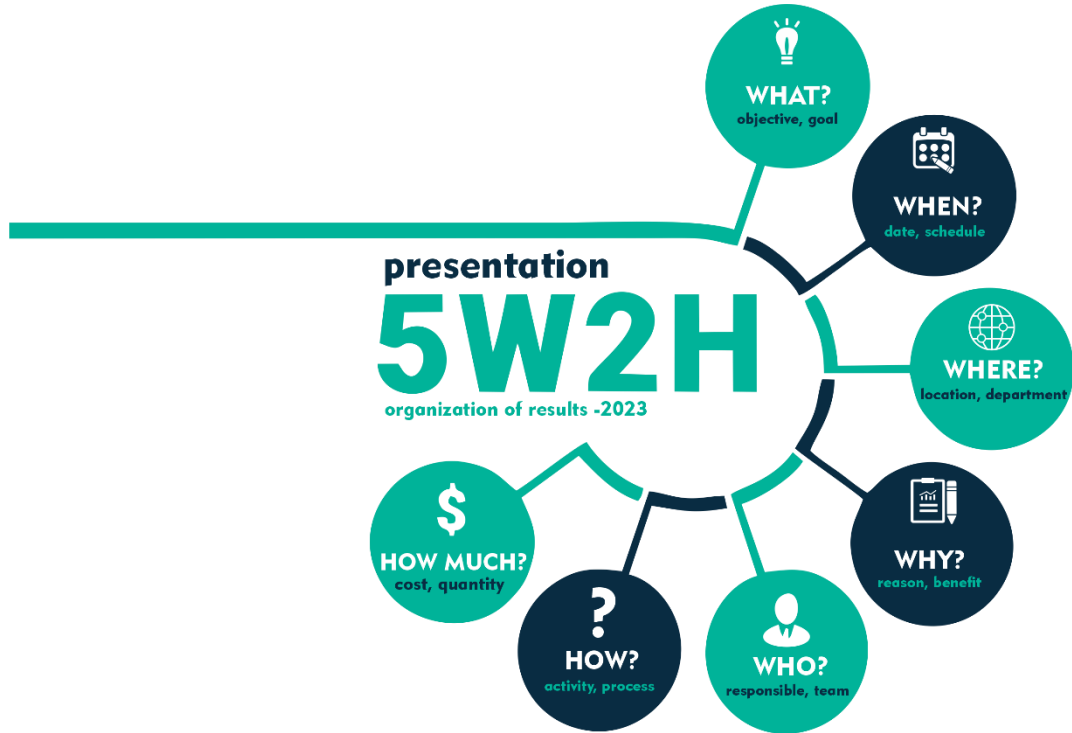 presentation
5W2H
organization of results -2023
WHAT?
objective, goal
WHEN?
date, schedule
WHERE?
location, department
WHY?
reason, benefit
WHO?
responsible, team
?
HOW?
activity, process
$
HOW MUCH?
cost, quantity